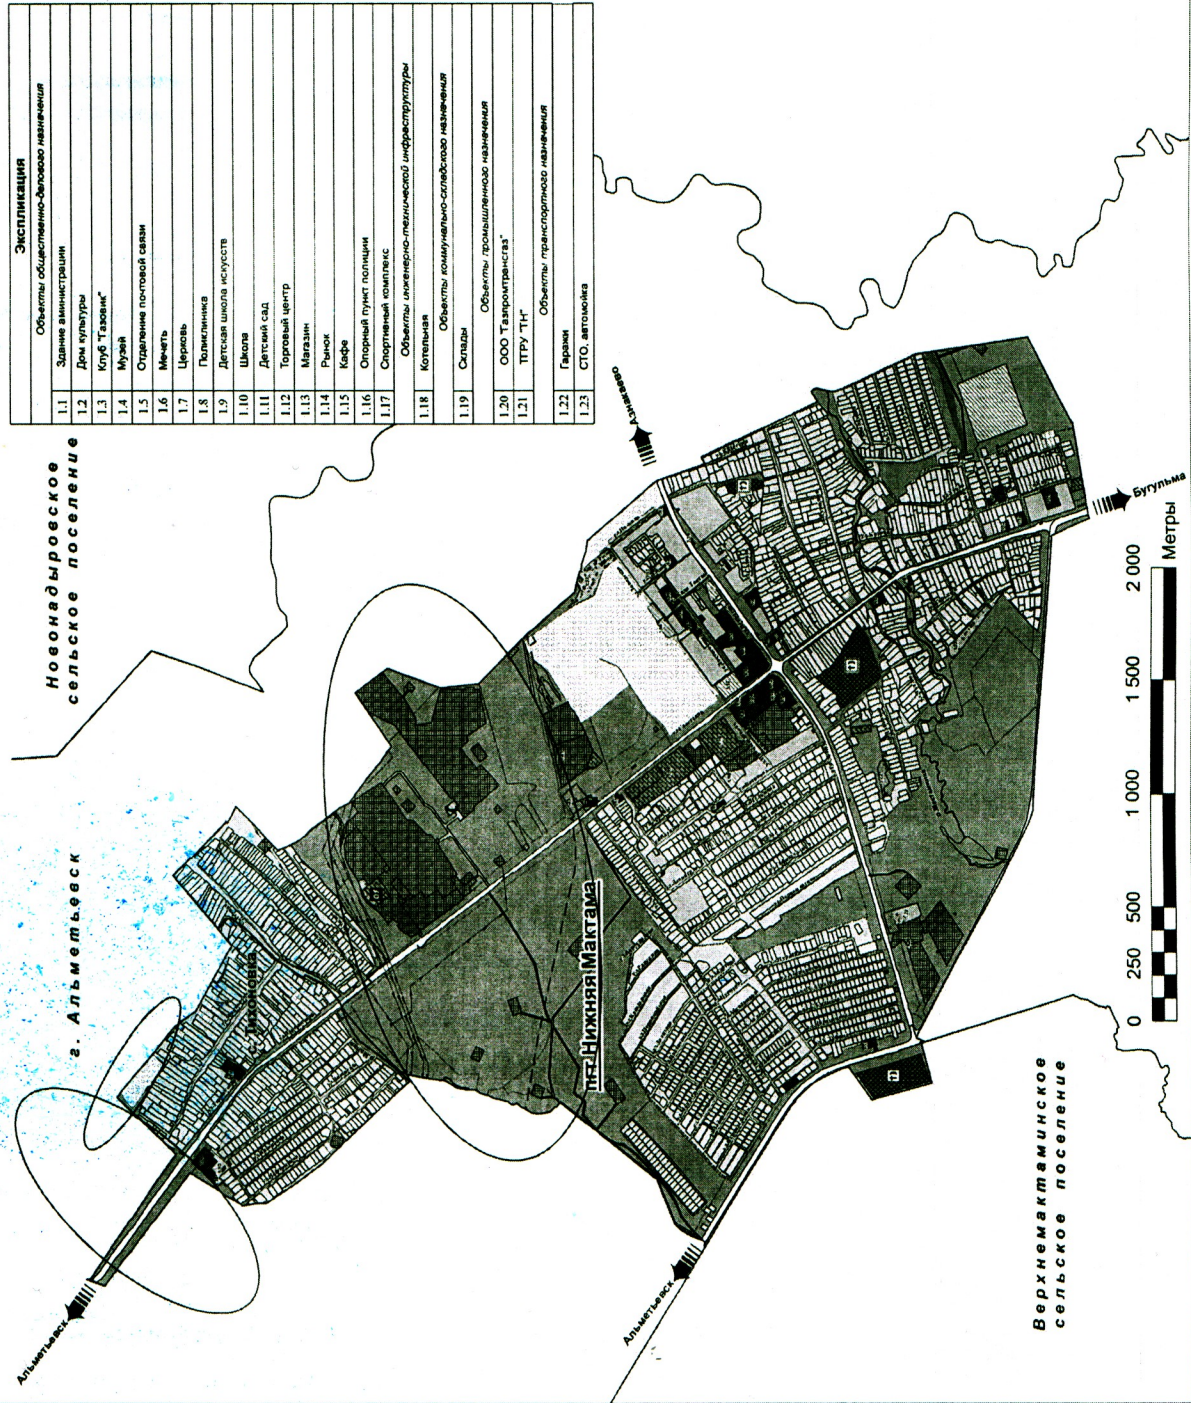 Экспликация
Объекты общественно-делового назначения
1.1 Здание аминистрации
1.2 Дом культуры
1.3 Клуб "Газовик"
1.4 Музей
1.5 Отделение почтовой связи
1.6 Мечеть
1.7 Церковь
1.8 Поликлиника
1.9 Детская школа искусств
1.10 Школа
1.11 Детский сад
1.12 Торговый центр
1.13 Магазин
1.14 Рынок
1.15 Кафе
1.16 Опорный пункт полиции
1.17 Спортивный комплекс
Объекты инженерно-технической инфраструктуры
1.18 Котельная
Объекты коммунально-складского назначения
1.19 Склады
Объекты промышленного назначения
1.20 ООО "Газпромтрансгаз"
1.21 ТГРУ "ТН"
Объекты транспортного назначения
1.22 Гаражи
1.23 СТО, автомойка
Новонадыровское
сельское поселение
г. Альметьевск
Азнакаево
Бугульма
Альметьевск
Альметьевск
пгт Нижняя Мактама
Верхнемактаминское
сельское поселение
0 250 500 1 000 1 500 2 000
Метры